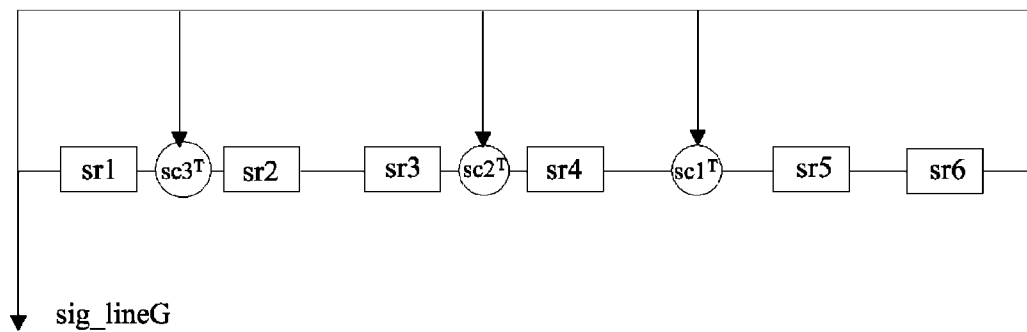 sr1 sc3ᵀ sr2 sr3 sc2ᵀ sr4 sc1ᵀ sr5 sr6
sig_lineG